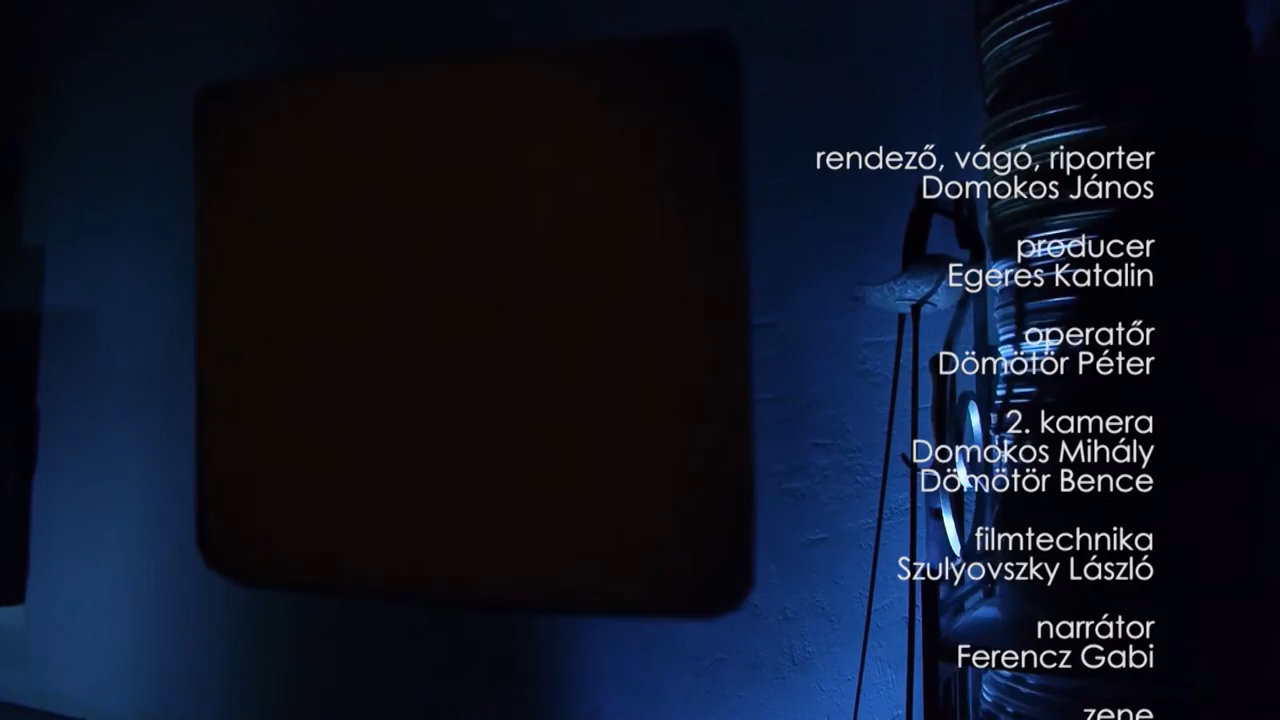 rendező, vágó, riporter
Domokos János
producer
Egeres Katalin
operatőr
Dömötör Péter
2. kamera
Domokos Mihály
Dömötör Bence
filmtechnika
Szulyovszky László
narrátor
Ferencz Gabi
zene